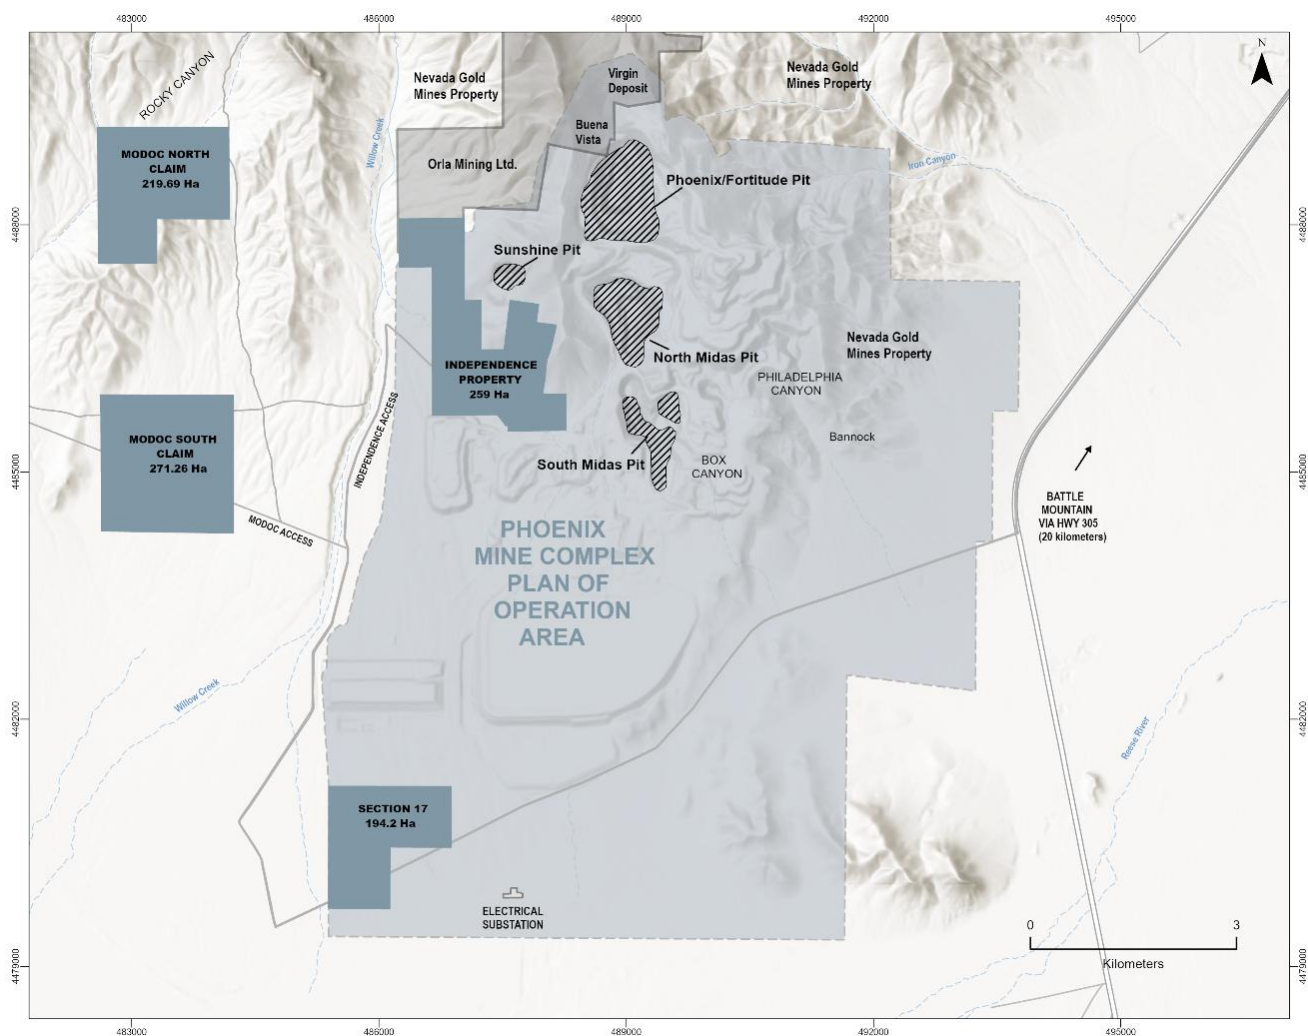 483000
486000
489000
492000
495000
N
ROCKY CANYON
Nevada Gold
Mines Property
Virgin
Deposit
Nevada Gold
Mines Property
Buena
Vista
Willow Creek
Iron Canyon
MODOC NORTH
CLAIM
219.69 Ha
Orla Mining Ltd.
Phoenix/Fortitude Pit
4488000
4488000
Sunshine Pit
Nevada Gold
Mines Property
North Midas Pit
INDEPENDENCE
PROPERTY
259 Ha
PHILADELPHIA
CANYON
INDEPENDENCE ACCESS
MODOC SOUTH
CLAIM
271.26 Ha
Bannock
South Midas Pit
BOX
CANYON
4485000
4485000
MODOC ACCESS
BATTLE
MOUNTAIN
VIA HWY 305
(20 kilometers)
PHOENIX
MINE COMPLEX
PLAN OF
OPERATION
AREA
Willow Creek
4482000
4482000
Reese River
SECTION 17
194.2 Ha
ELECTRICAL
SUBSTATION
0
3
Kilometers
4479000
4479000
483000
486000
489000
492000
495000